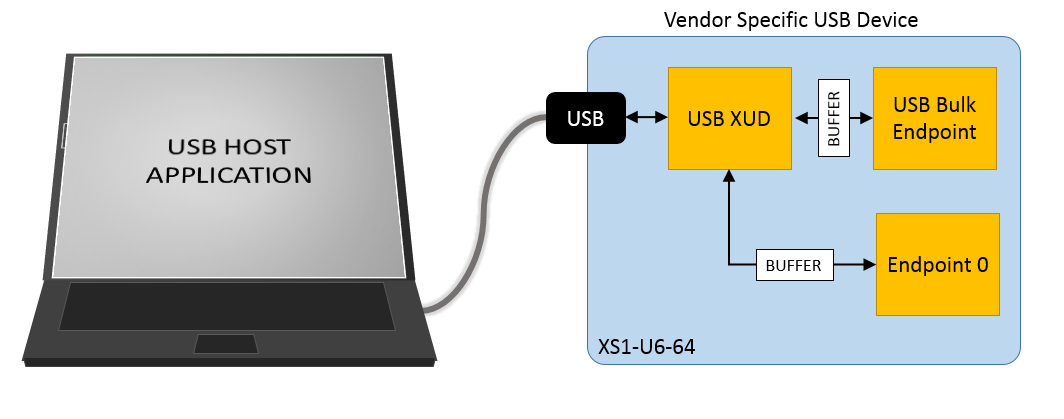 Vendor Specific USB Device
USB HOST
APPLICATION
USB
USB XUD
BUFFER
USB Bulk
Endpoint
BUFFER
Endpoint 0
XS1-U6-64